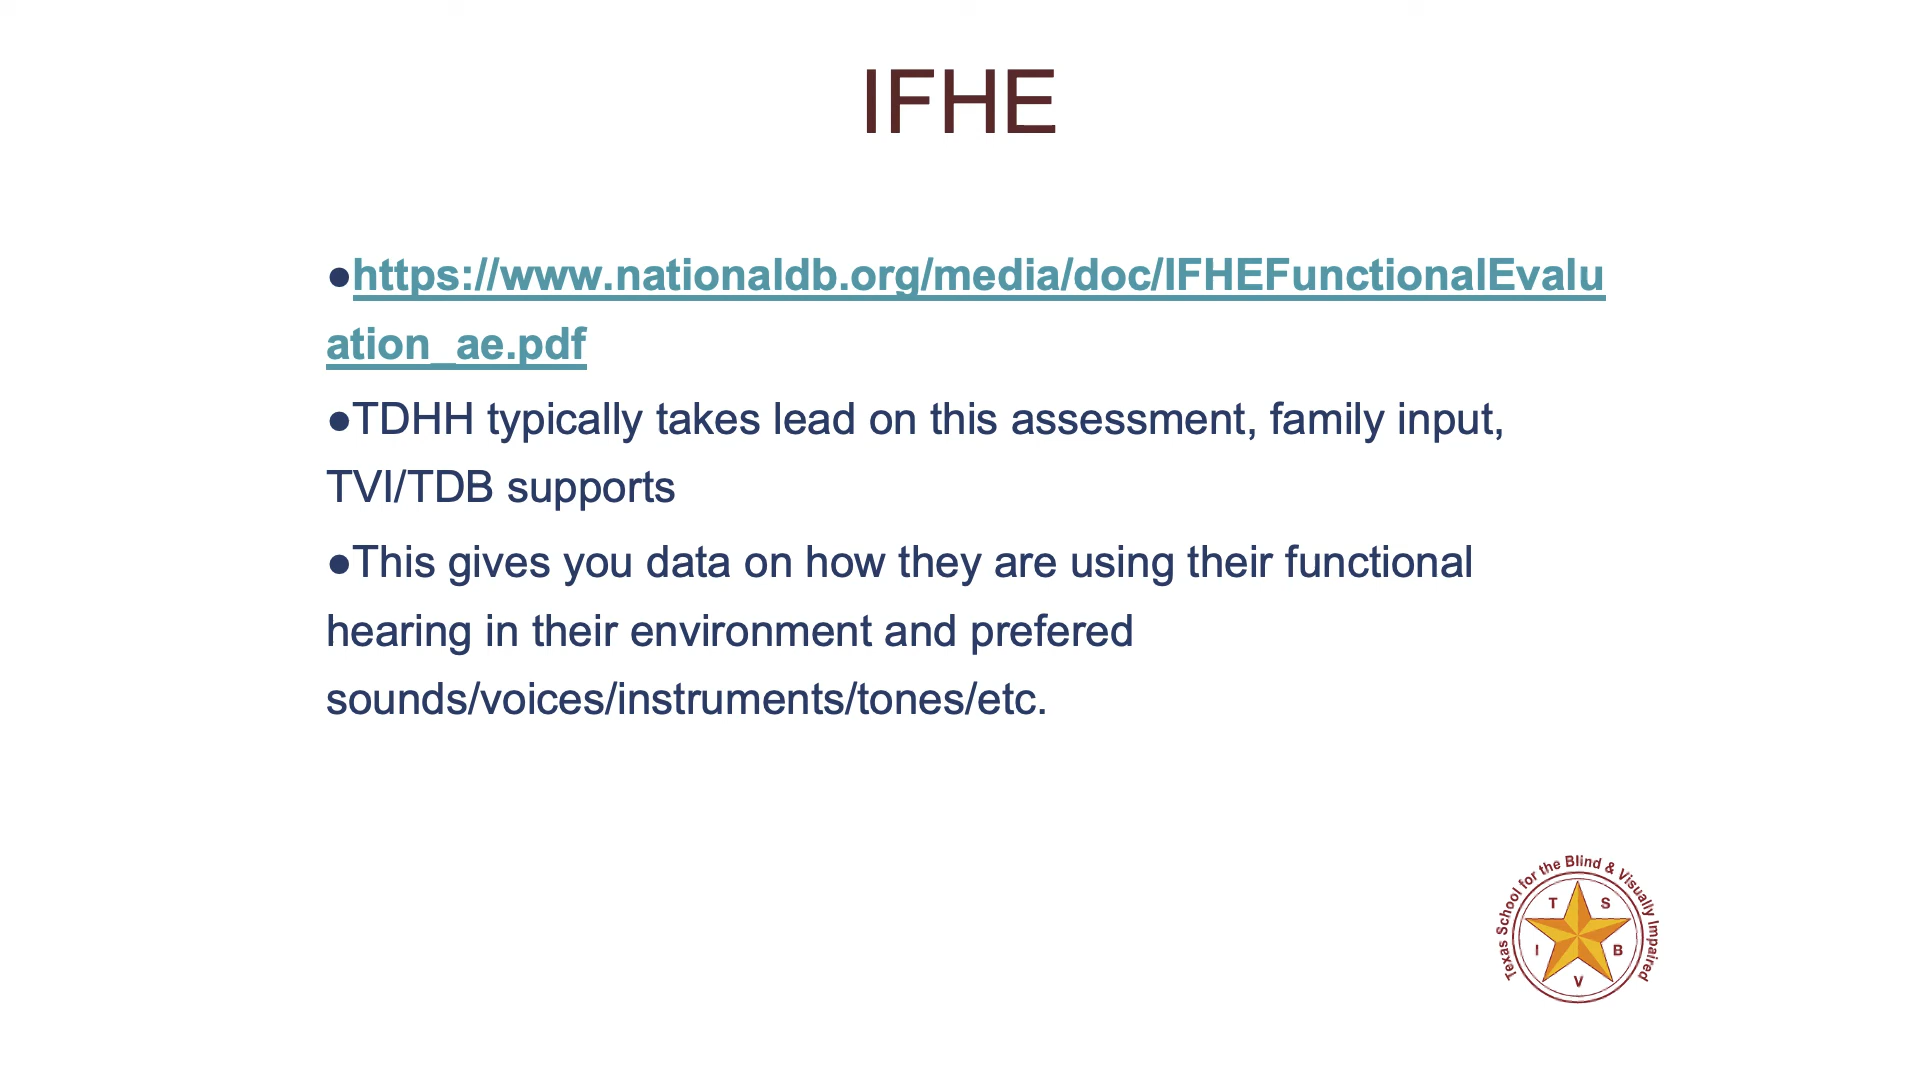 IFHE
●https://www.nationaldb.org/media/doc/IFHEFunctionalEvalu
ation_ae.pdf
●TDHH typically takes lead on this assessment, family input,
TVI/TDB supports
●This gives you data on how they are using their functional
hearing in their environment and prefered
sounds/voices/instruments/tones/etc.
Texas School for the Blind & Visually Impaired
T S
I B
V